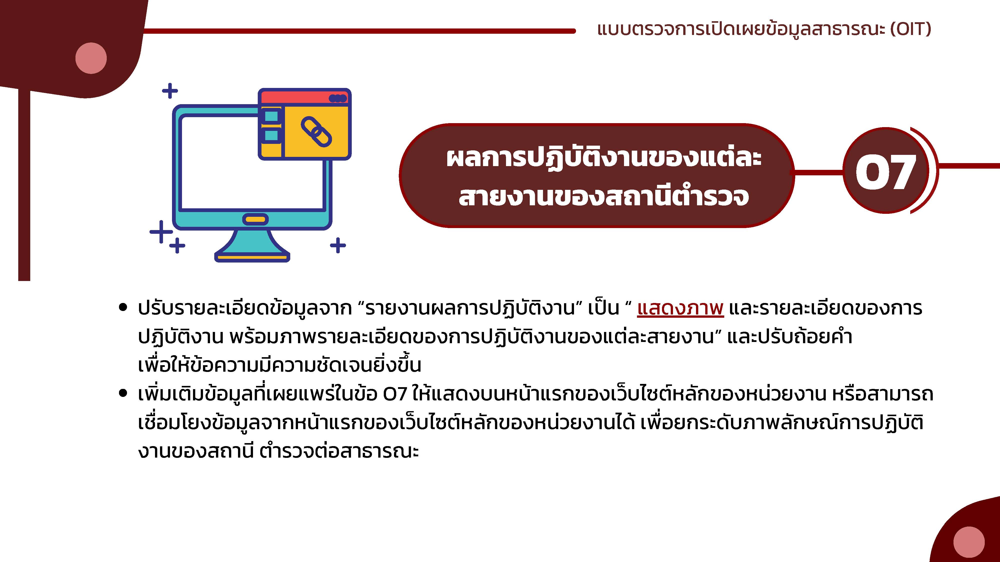 แบบตรวจการเปิดเผยข้อมูลสาธารณะ (OIT)
ผลการปฏิบัติงานของแต่ละ
สายงานของสถานีตำรวจ
O7
• ปรับรายละเอียดข้อมูลจาก “รายงานผลการปฏิบัติงาน” เป็น “ แสดงภาพ และรายละเอียดของการ
ปฏิบัติงาน พร้อมภาพรายละเอียดของการปฏิบัติงานของแต่ละสายงาน” และปรับถ้อยคำ
เพื่อให้ข้อความมีความชัดเจนยิ่งขึ้น
• เพิ่มเติมข้อมูลที่เผยแพร่ในข้อ O7 ให้แสดงบนหน้าแรกของเว็บไซต์หลักของหน่วยงาน หรือสามารถ
เชื่อมโยงข้อมูลจากหน้าแรกของเว็บไซต์หลักของหน่วยงานได้ เพื่อยกระดับภาพลักษณ์การปฏิบัติ
งานของสถานี ตำรวจต่อสาธารณะ